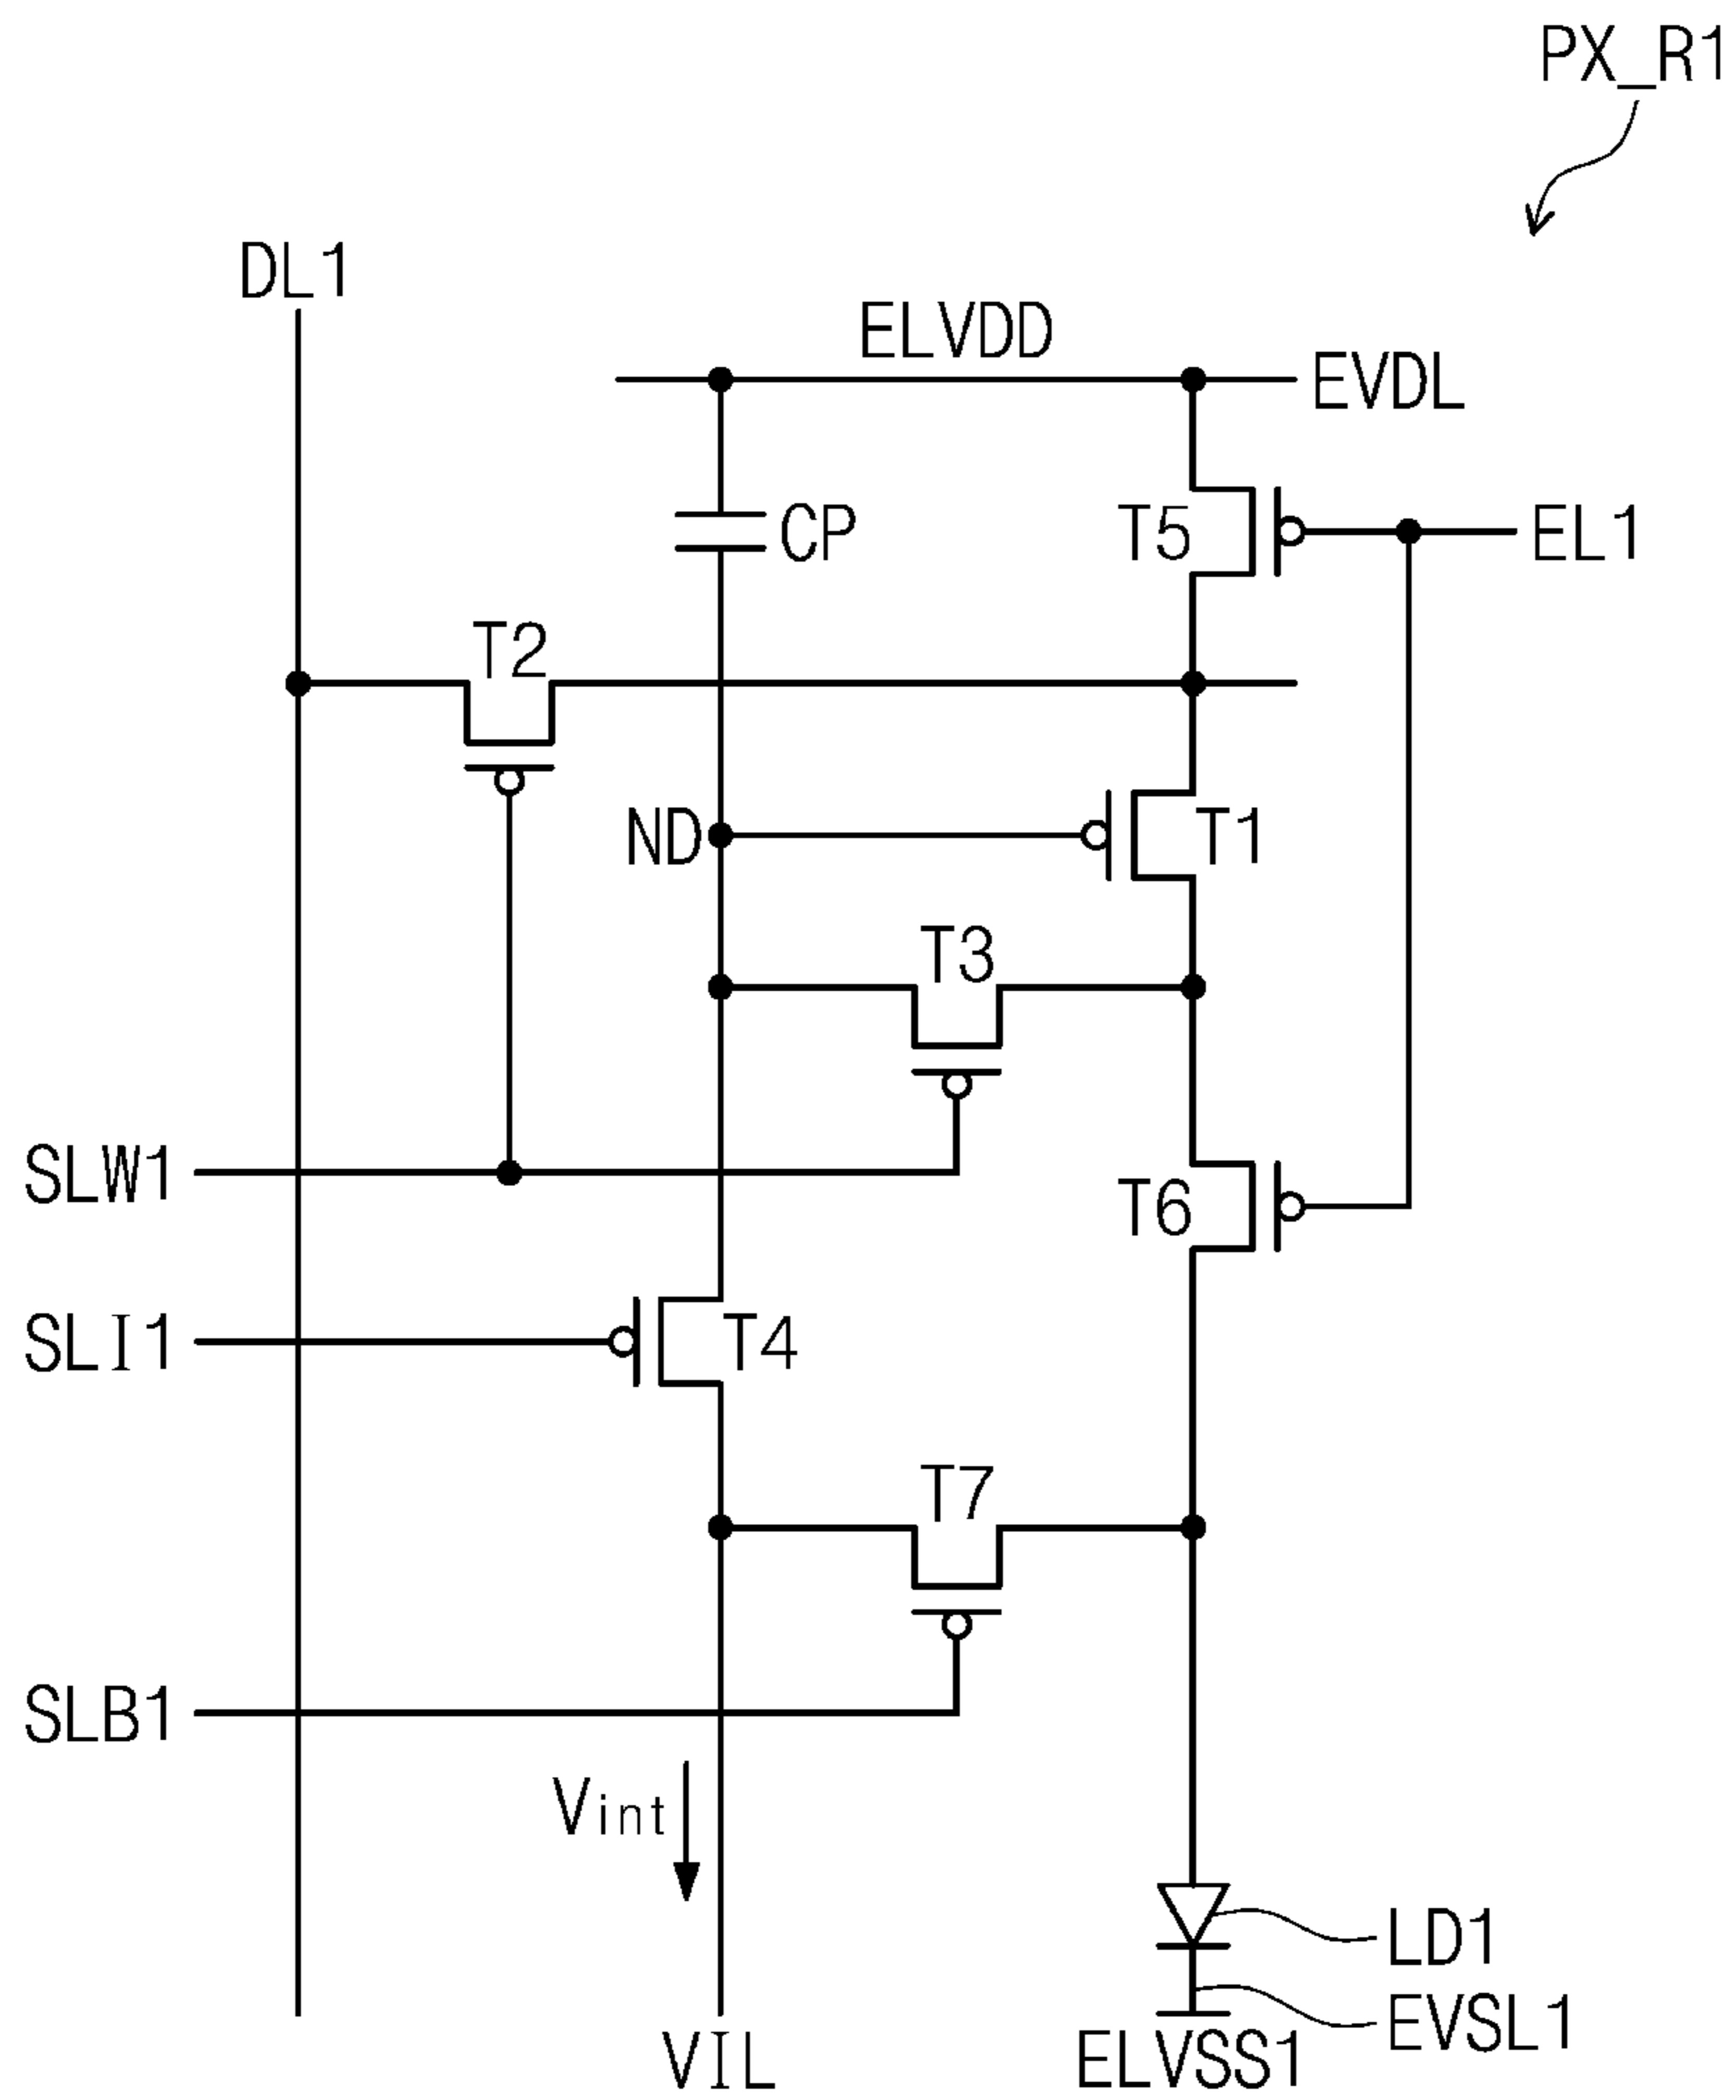 PX_R1
DL1
ELVDD
EVDL
CP
T5
EL1
T2
ND
T1
T3
SLW1
T6
SLI1
T4
T7
SLB1
Vint
LD1
EVSL1
VIL
ELVSS1